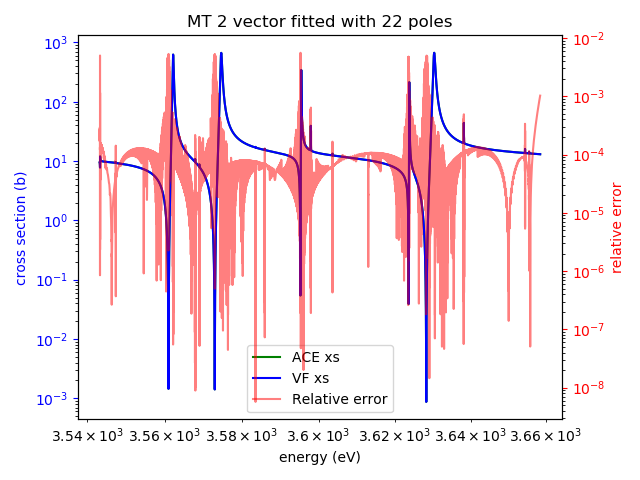 MT 2 vector fitted with 22 poles
cross section (b)
10³
10²
10¹
10⁰
10⁻¹
10⁻²
10⁻³
10⁻²
10⁻³
10⁻⁴
10⁻⁵
10⁻⁶
10⁻⁷
10⁻⁸
relative error
ACE xs
VF xs
Relative error
3.54 × 10³ 3.56 × 10³ 3.58 × 10³ 3.60 × 10³ 3.62 × 10³ 3.64 × 10³ 3.66 × 10³
energy (eV)